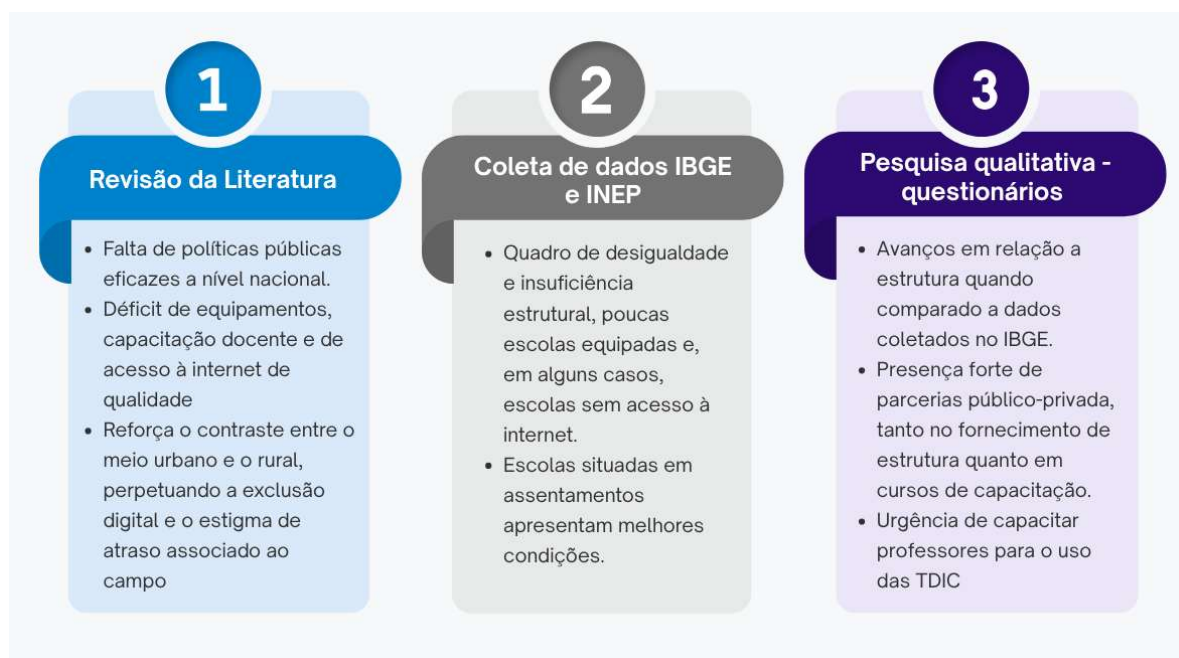 1
Revisão da Literatura
• Falta de políticas públicas
eficazes a nível nacional.
• Déficit de equipamentos,
capacitação docente e de
acesso à internet de
qualidade
• Reforça o contraste entre o
meio urbano e o rural,
perpetuando a exclusão
digital e o estigma de
atraso associado ao
campo
2
Coleta de dados IBGE
e INEP
• Quadro de desigualdade
e insuficiência
estrutural, poucas
escolas equipadas e,
em alguns casos,
escolas sem acesso à
internet.
• Escolas situadas em
assentamentos
apresentam melhores
condições.
3
Pesquisa qualitativa -
questionários
• Avanços em relação a
estrutura quando
comparado a dados
coletados no IBGE.
• Presença forte de
parcerias público-privada,
tanto no fornecimento de
estrutura quanto em
cursos de capacitação.
• Urgência de capacitar
professores para o uso
das TDIC